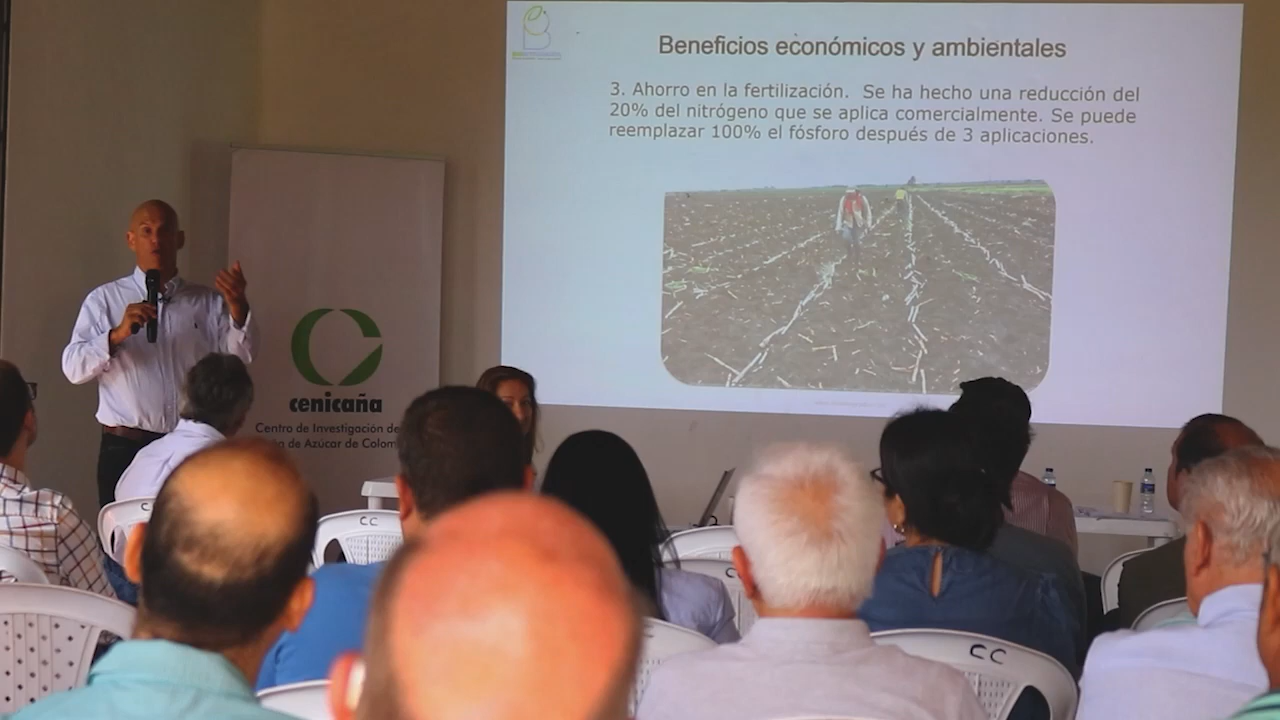 Beneficios económicos y ambientales
3. Ahorro en la fertilización. Se ha hecho una reducción del
20% del nitrógeno que se aplica comercialmente. Se puede
reemplazar 100% el fósforo después de 3 aplicaciones.
cenicaña
Centro de Investigación de
de Azúcar de Colom
CC
CC